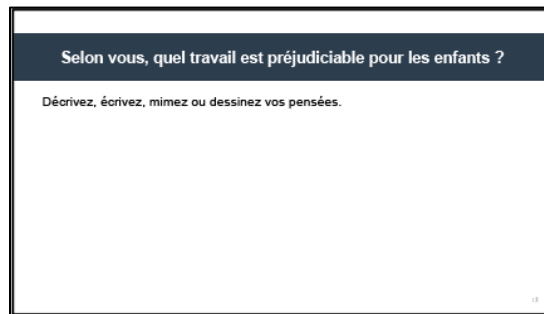 Selon vous, quel travail est préjudiciable pour les enfants ?
Décrivez, écrivez, mimez ou dessinez vos pensées.